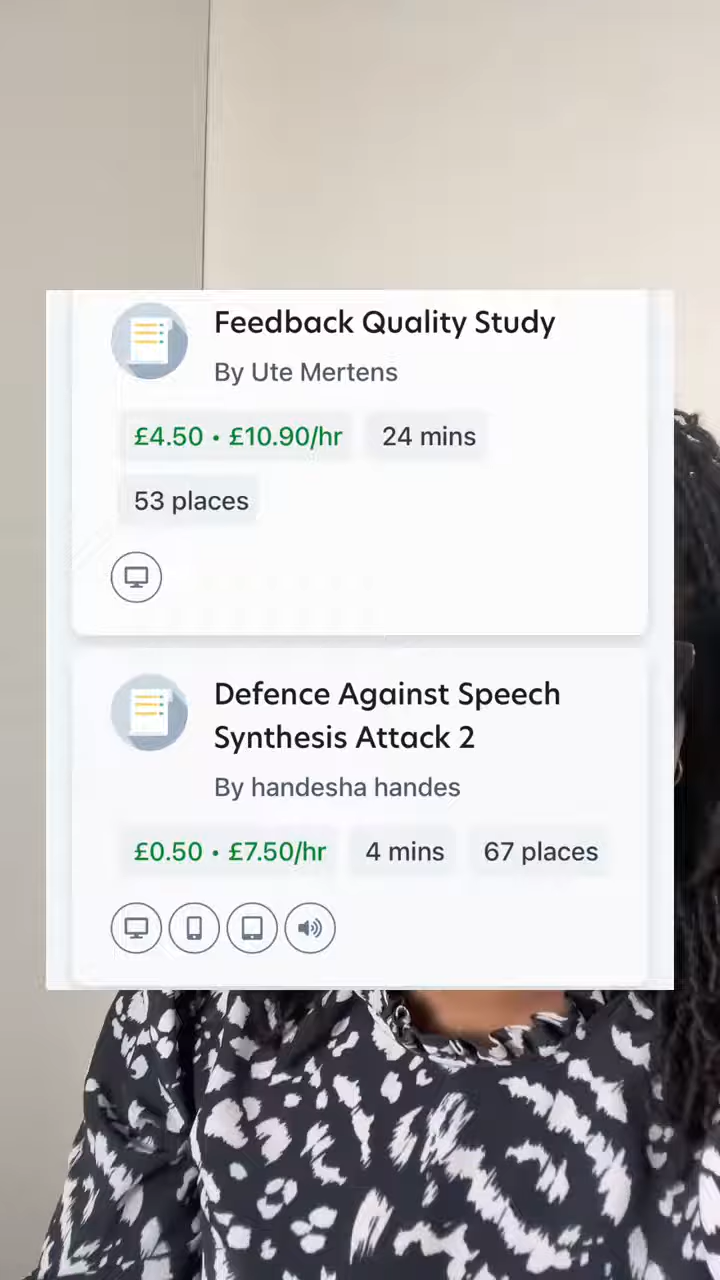 Feedback Quality Study
By Ute Mertens
£4.50 • £10.90/hr
24 mins
53 places
Defence Against Speech
Synthesis Attack 2
By handesha handes
£0.50 • £7.50/hr
4 mins
67 places